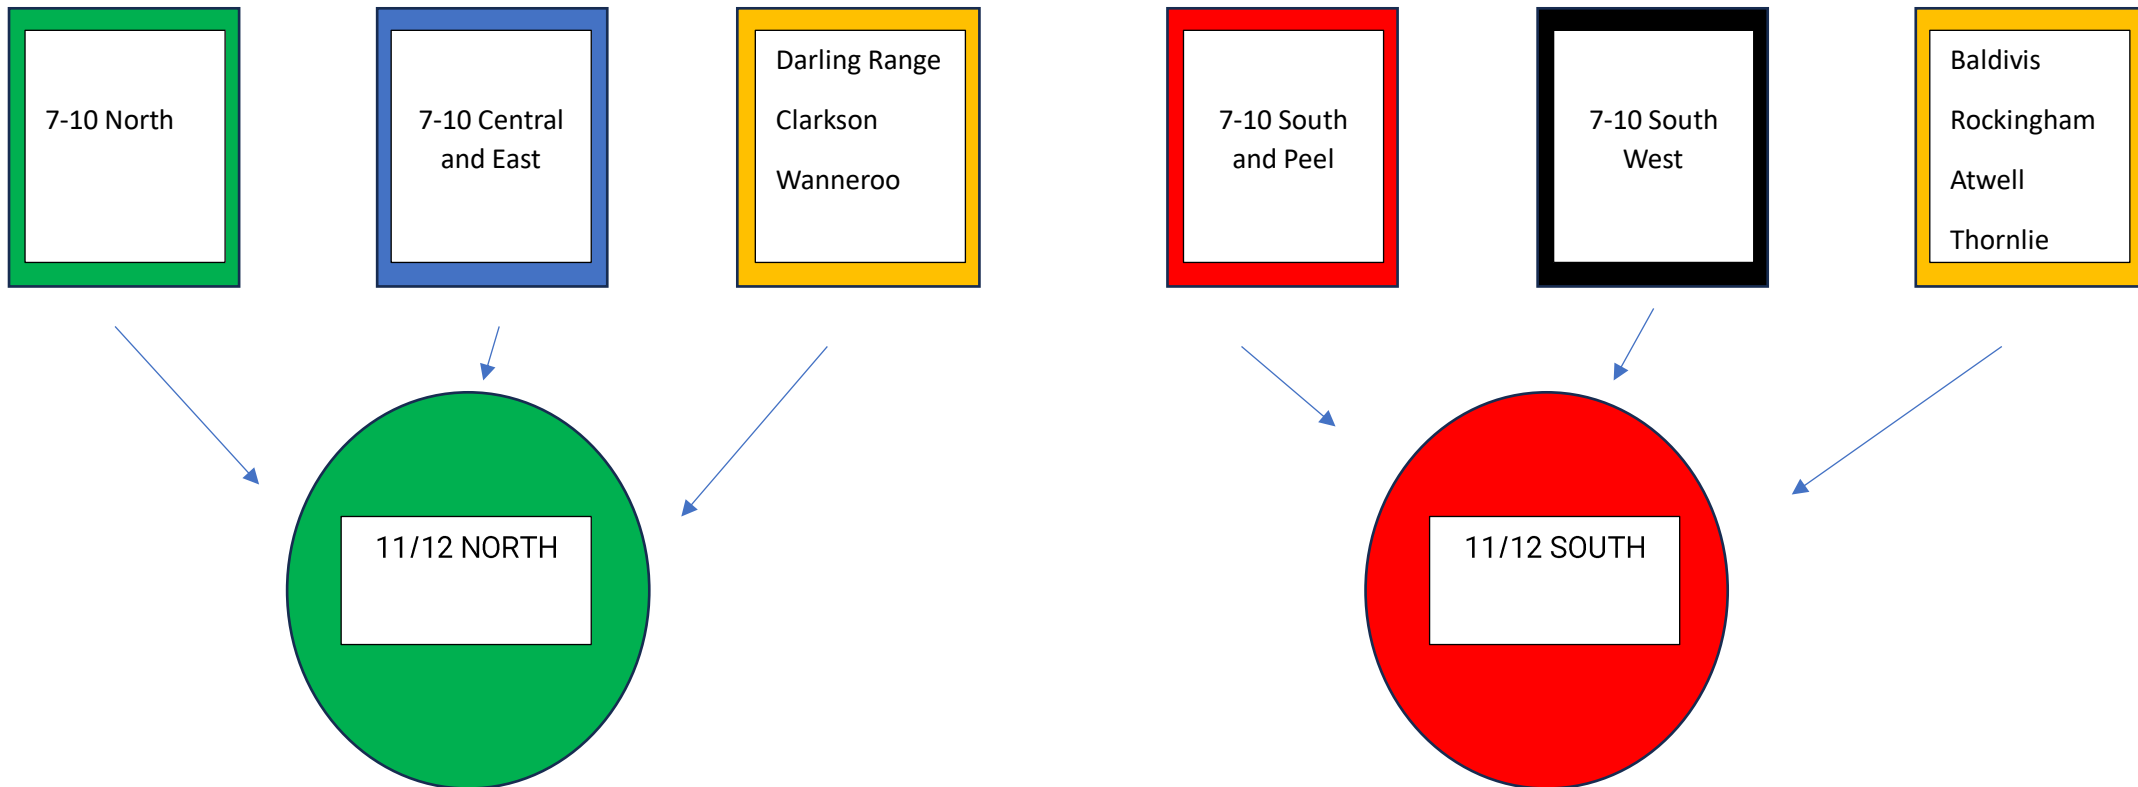 7-10 North
7-10 Central
and East
Darling Range
Clarkson
Wanneroo
7-10 South
and Peel
7-10 South
West
Baldivis
Rockingham
Atwell
Thornlie
11/12 NORTH
11/12 SOUTH